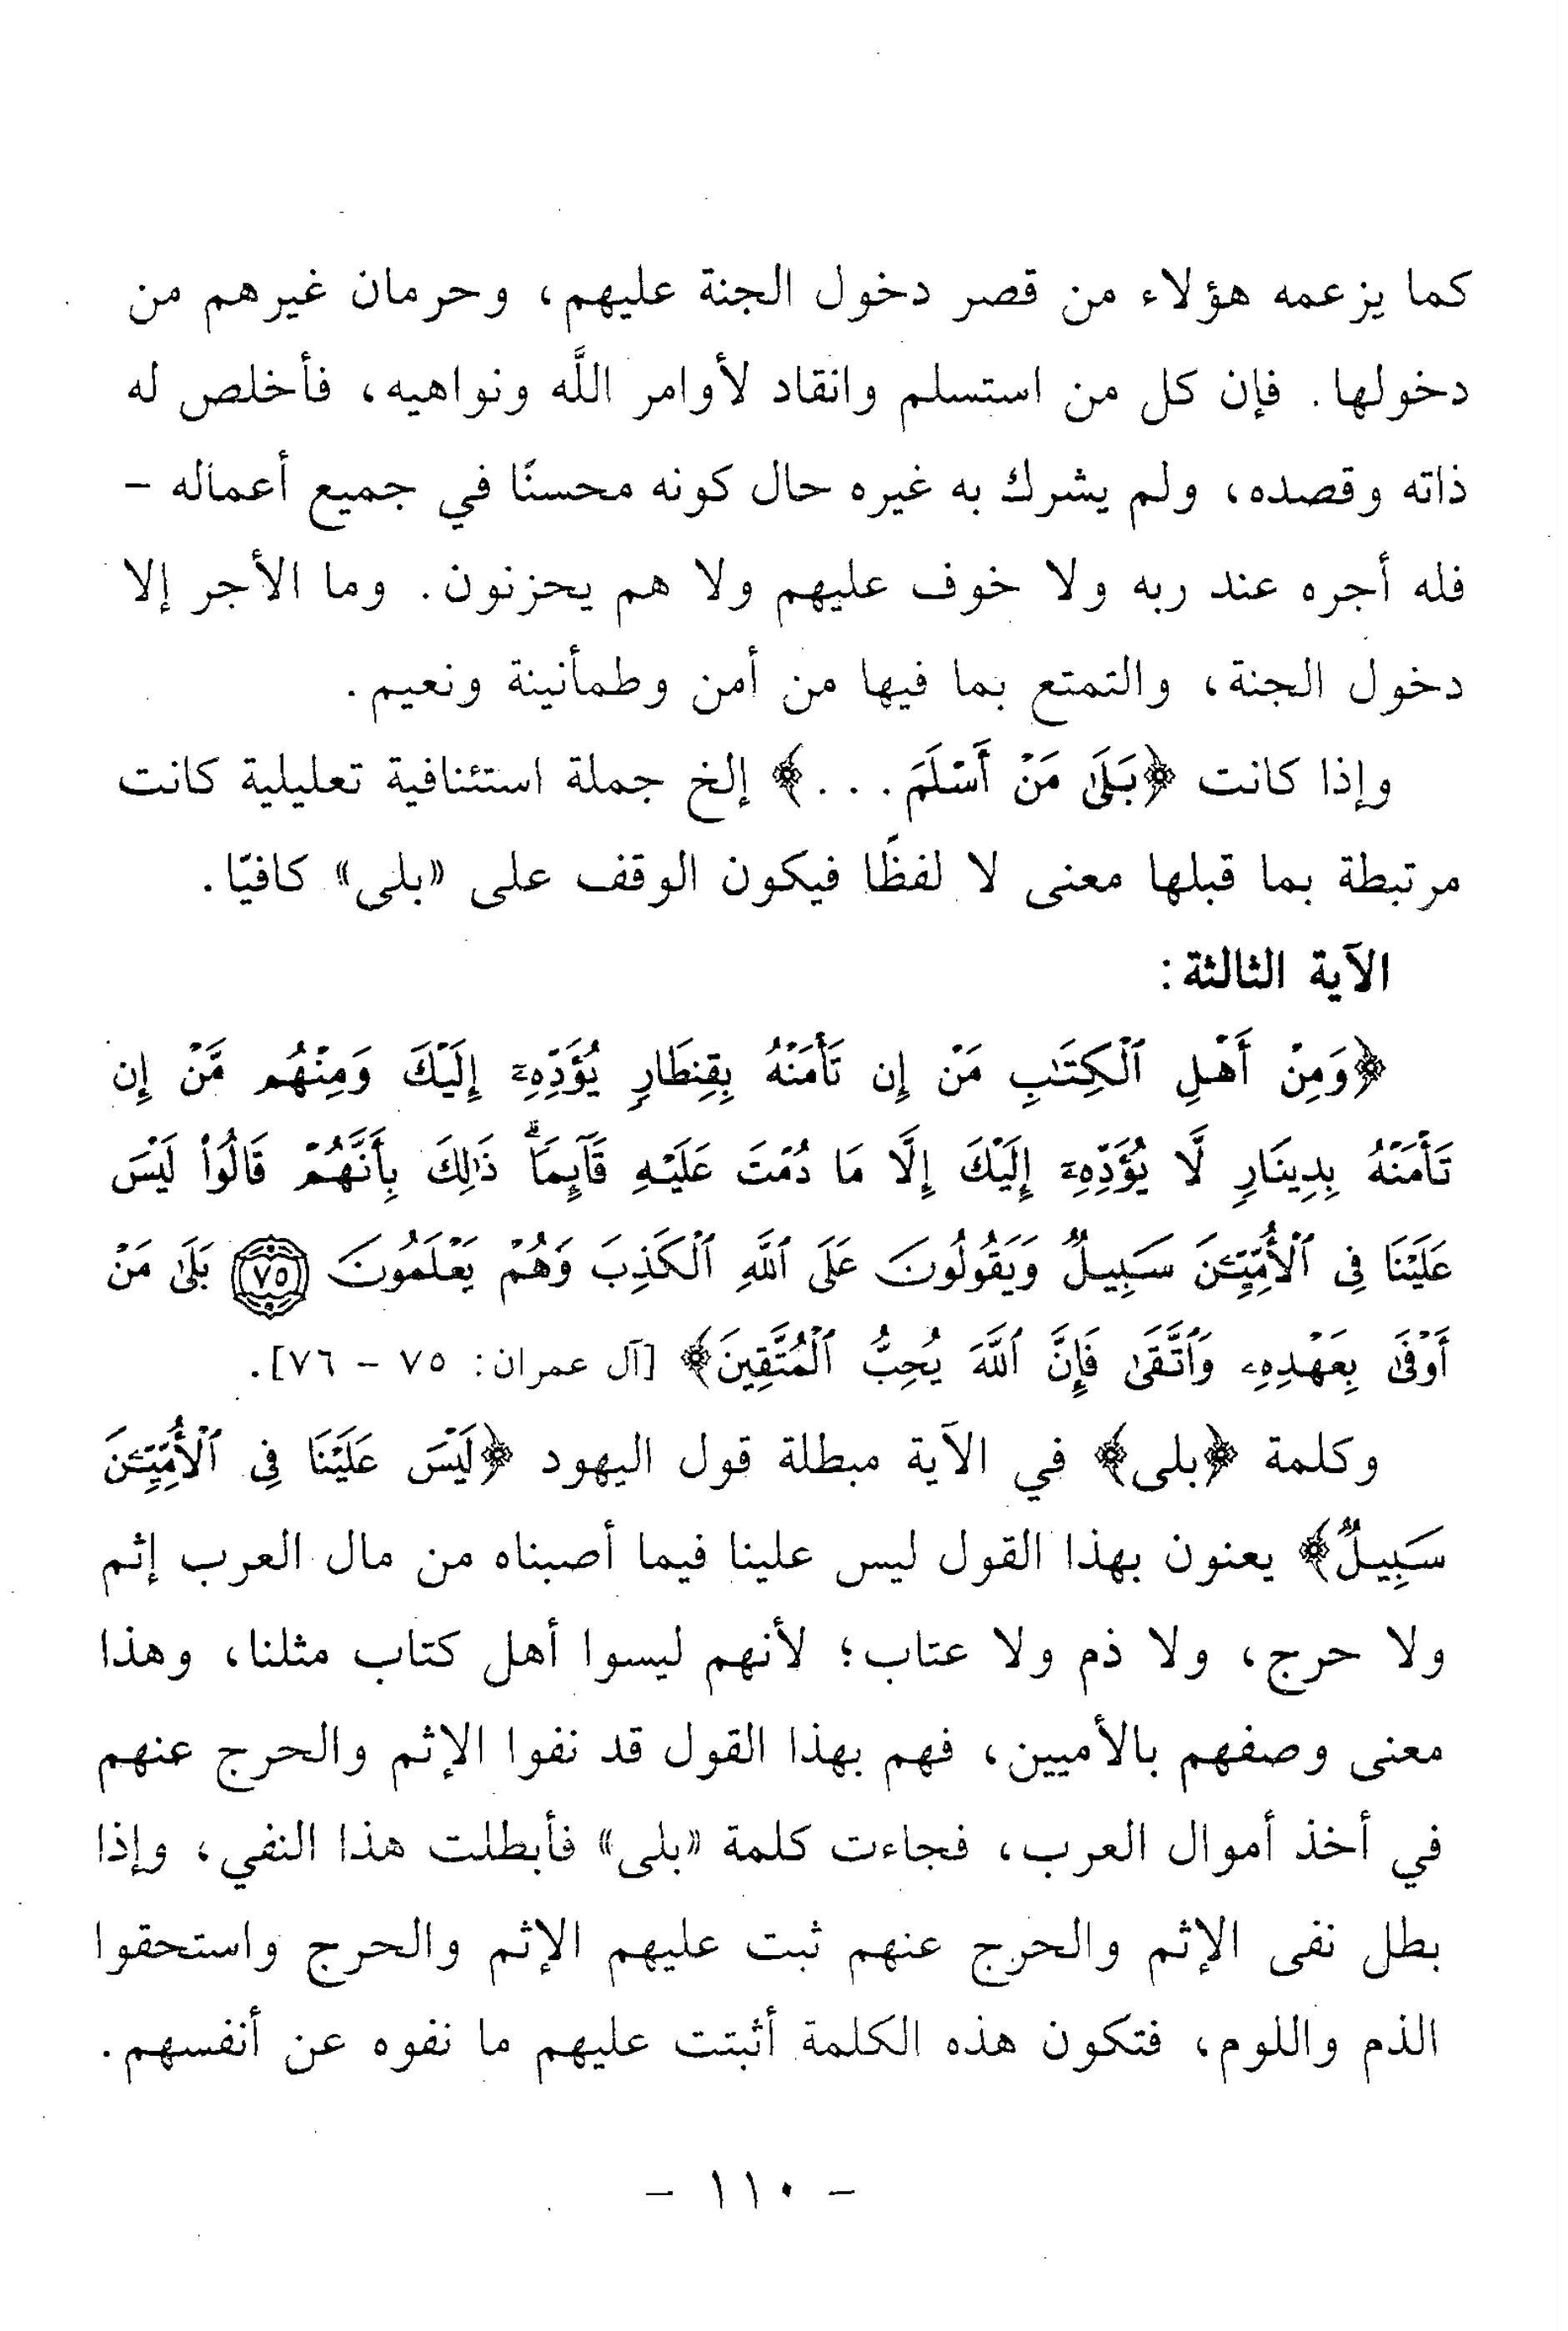 كما يزعمه هؤلاء من قصر دخول الجنة عليهم، وحرمان غيرهم من
دخولها. فإن كل من استسلم وانقاد لأوامر اللَّه ونواهيه، فأخلص له
ذاته وقصده، ولم يشرك به غيره حال كونه محسنًا في جميع أعماله -
فله أجره عند ربه ولا خوف عليهم ولا هم يحزنون. وما الأجر إلا
دخول الجنة، والتمتع بما فيها من أمن وطمأنينة ونعيم.
وإذا كانت ﴿بَلَىٰ مَنْ أَسْلَمَ...﴾ إلخ جملة استئنافية تعليلية كانت
مرتبطة بما قبلها معنى لا لفظًا فيكون الوقف على «بلى» كافيًا.
الآية الثالثة:
﴿وَمِنْ أَهْلِ ٱلْكِتَٰبِ مَنْ إِن تَأْمَنْهُ بِقِنطَارٍ يُؤَدِّهِۦٓ إِلَيْكَ وَمِنْهُم مَّنْ إِن
تَأْمَنْهُ بِدِينَارٍ لَّا يُؤَدِّهِۦٓ إِلَيْكَ إِلَّا مَا دُمْتَ عَلَيْهِ قَآئِمًا ۗ ذَٰلِكَ بِأَنَّهُمْ قَالُوا۟ لَيْسَ
عَلَيْنَا فِى ٱلْأُمِّيِّـۧنَ سَبِيلٌ وَيَقُولُونَ عَلَى ٱللَّهِ ٱلْكَذِبَ وَهُمْ يَعْلَمُونَ ٧٥ بَلَىٰ مَنْ
أَوْفَىٰ بِعَهْدِهِۦ وَٱتَّقَىٰ فَإِنَّ ٱللَّهَ يُحِبُّ ٱلْمُتَّقِينَ﴾ [آل عمران: ٧٥ - ٧٦].
وكلمة ﴿بلى﴾ في الآية مبطلة قول اليهود ﴿لَيْسَ عَلَيْنَا فِى ٱلْأُمِّيِّـۧنَ
سَبِيلٌ﴾ يعنون بهذا القول ليس علينا فيما أصبناه من مال العرب إثم
ولا حرج، ولا ذم ولا عتاب؛ لأنهم ليسوا أهل كتاب مثلنا، وهذا
معنى وصفهم بالأميين، فهم بهذا القول قد نفوا الإثم والحرج عنهم
في أخذ أموال العرب، فجاءت كلمة «بلى» فأبطلت هذا النفي، وإذا
بطل نفى الإثم والحرج عنهم ثبت عليهم الإثم والحرج واستحقوا
الذم واللوم، فتكون هذه الكلمة أثبتت عليهم ما نفوه عن أنفسهم.
- ١١٠ -